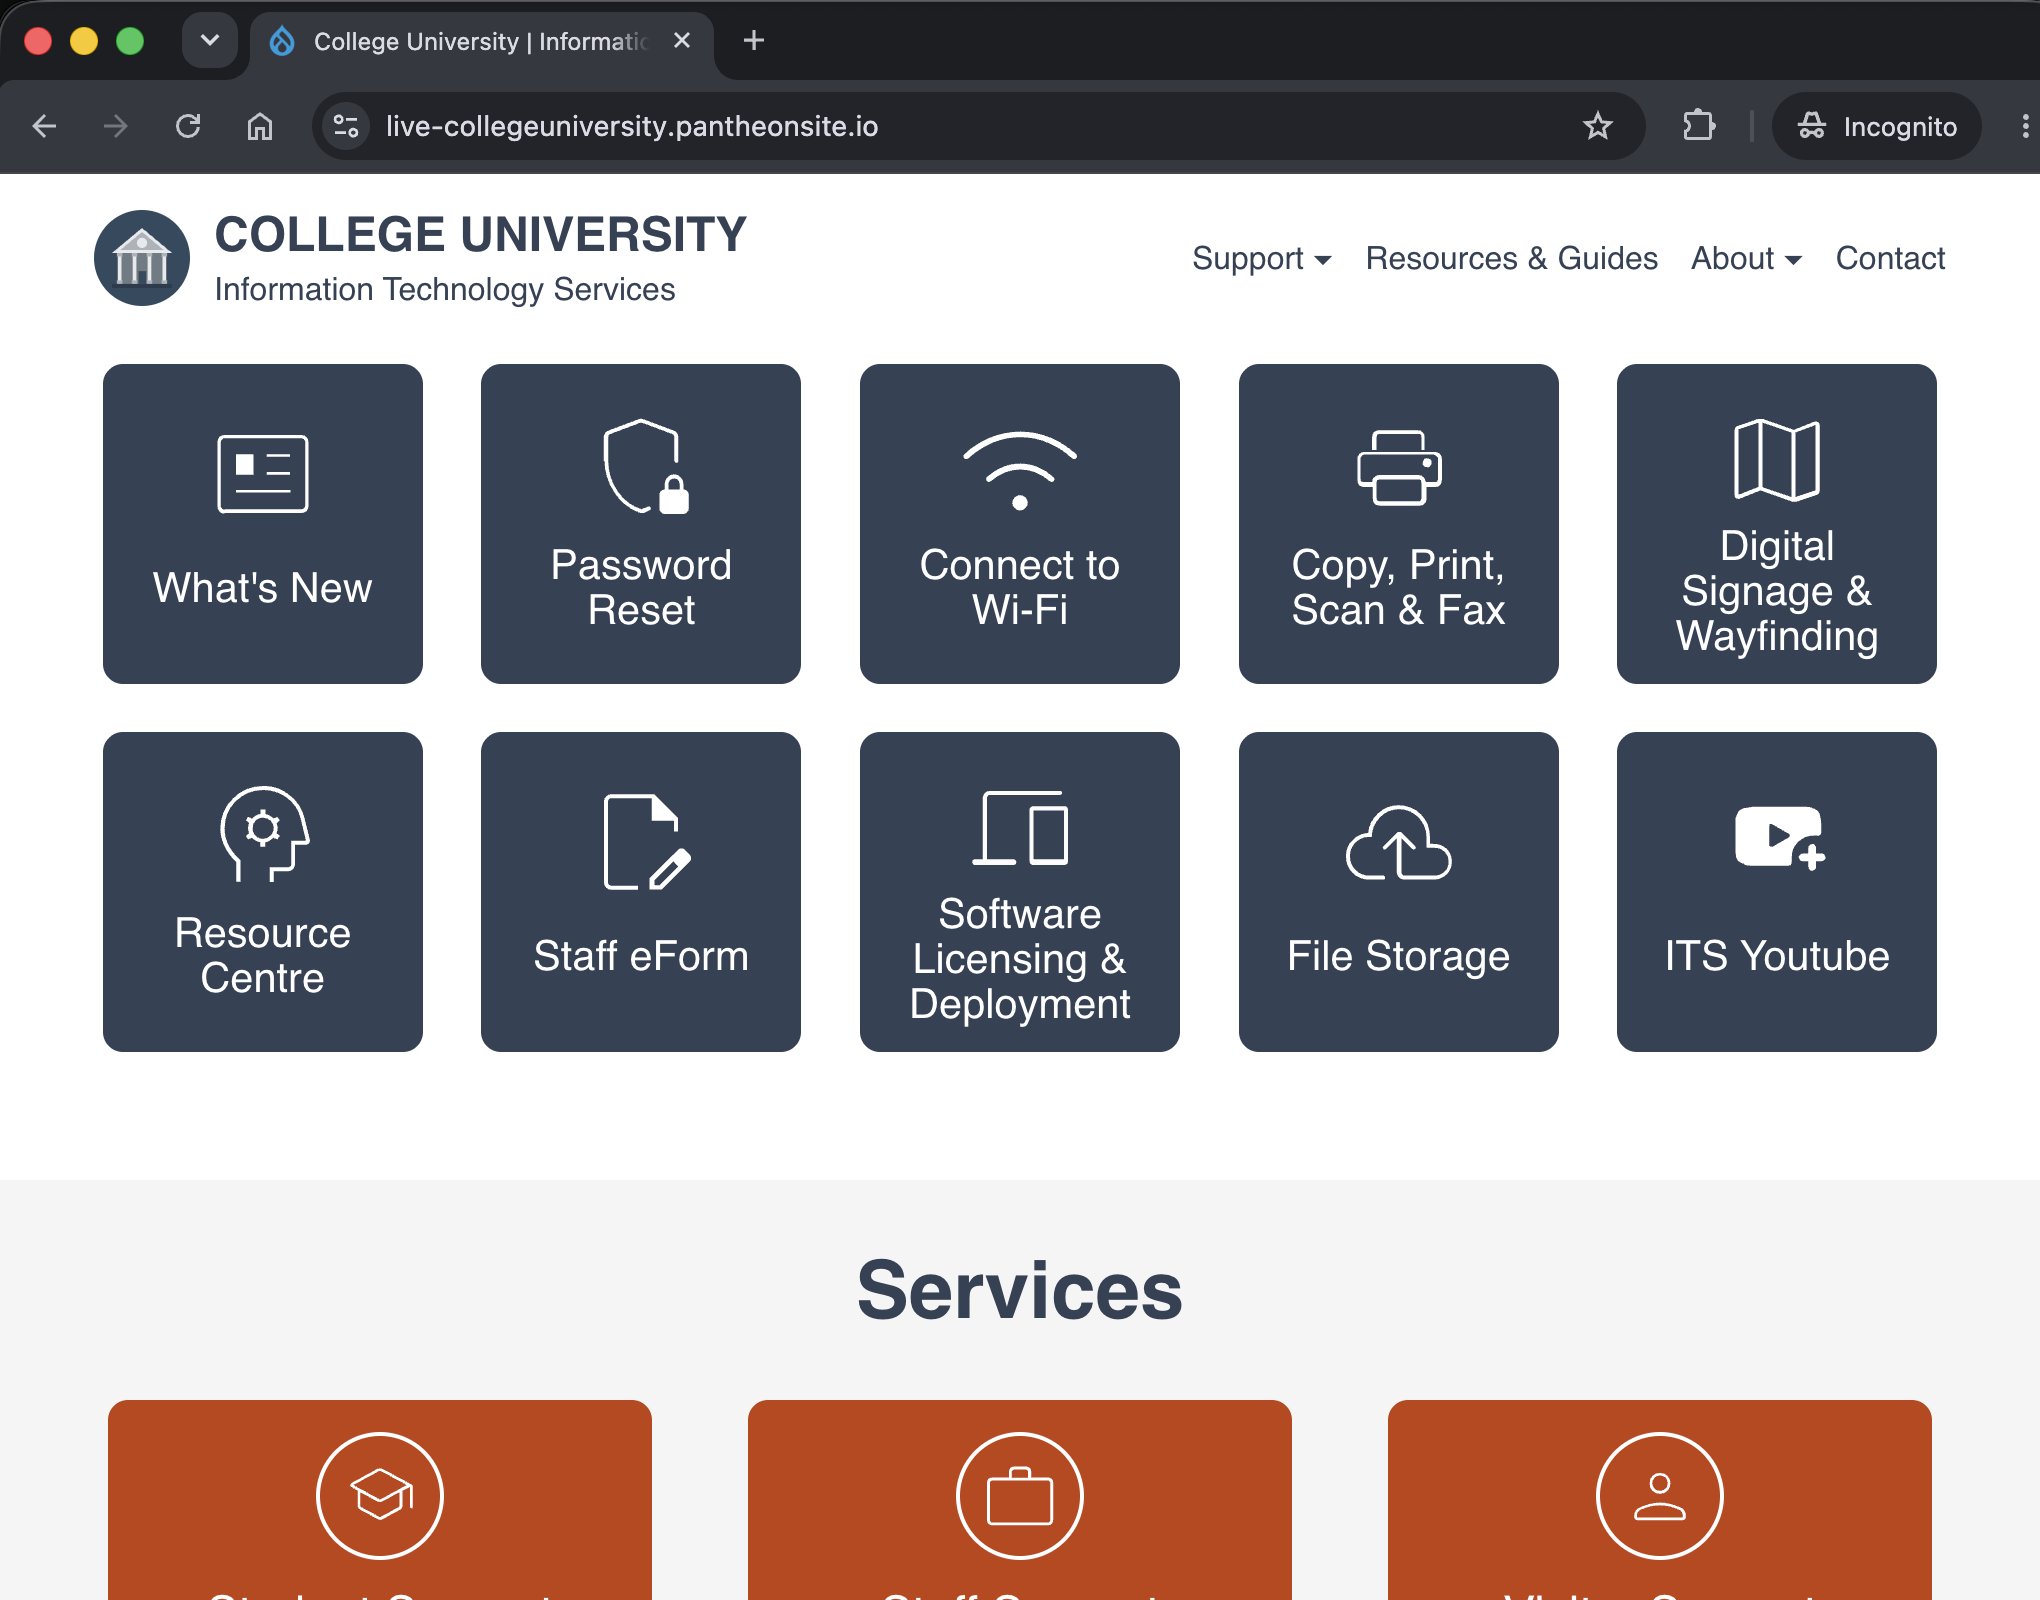 College University | Informatic
live-collegeuniversity.pantheonsite.io
Incognito
COLLEGE UNIVERSITY
Information Technology Services
Support
Resources & Guides
About
Contact
What's New
Password
Reset
Connect to
Wi-Fi
Copy, Print,
Scan & Fax
Digital
Signage &
Wayfinding
Resource
Centre
Staff eForm
Software
Licensing &
Deployment
File Storage
ITS Youtube
Services